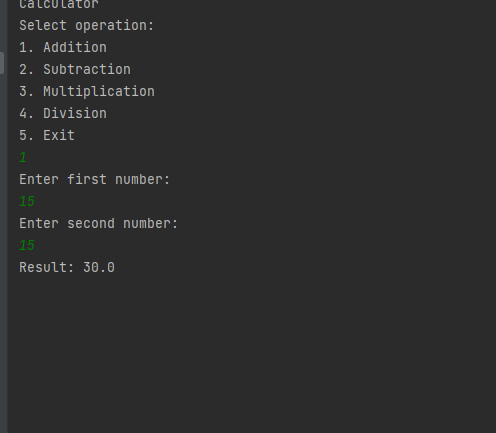 Calculator
Select operation:
1. Addition
2. Subtraction
3. Multiplication
4. Division
5. Exit
1
Enter first number:
15
Enter second number:
15
Result: 30.0